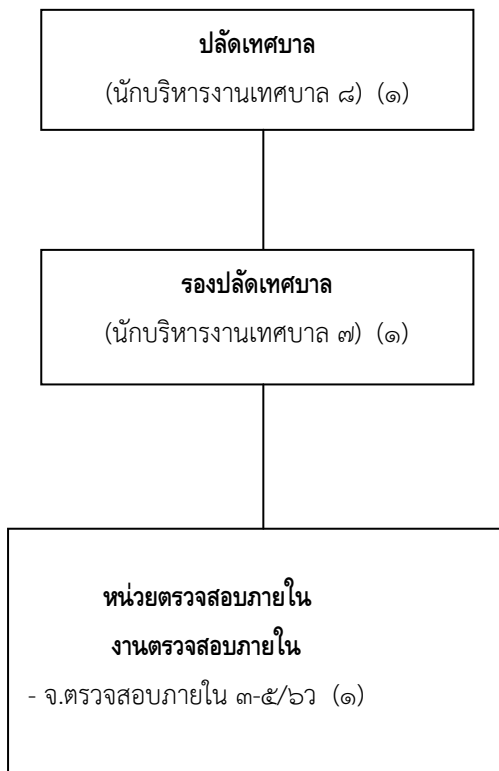 ปลัดเทศบาล
(นักบริหารงานเทศบาล ๘) (๑)
รองปลัดเทศบาล
(นักบริหารงานเทศบาล ๗) (๑)
หน่วยตรวจสอบภายใน
งานตรวจสอบภายใน
- จ.ตรวจสอบภายใน ๓-๕/๖ว (๑)